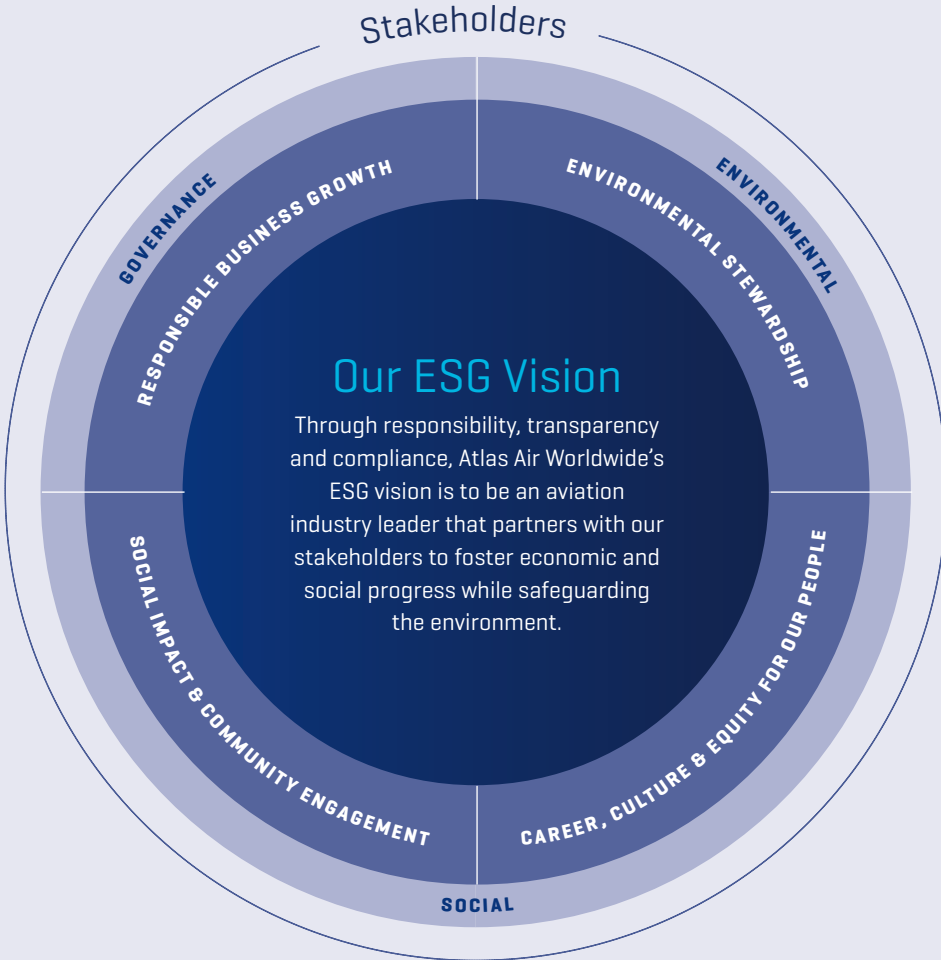 Stakeholders
GOVERNANCE
ENVIRONMENTAL
RESPONSIBLE BUSINESS GROWTH
ENVIRONMENTAL STEWARDSHIP
Our ESG Vision
Through responsibility, transparency
and compliance, Atlas Air Worldwide’s
ESG vision is to be an aviation
industry leader that partners with our
stakeholders to foster economic and
social progress while safeguarding
the environment.
SOCIAL IMPACT & COMMUNITY ENGAGEMENT
CAREER, CULTURE & EQUITY FOR OUR PEOPLE
SOCIAL